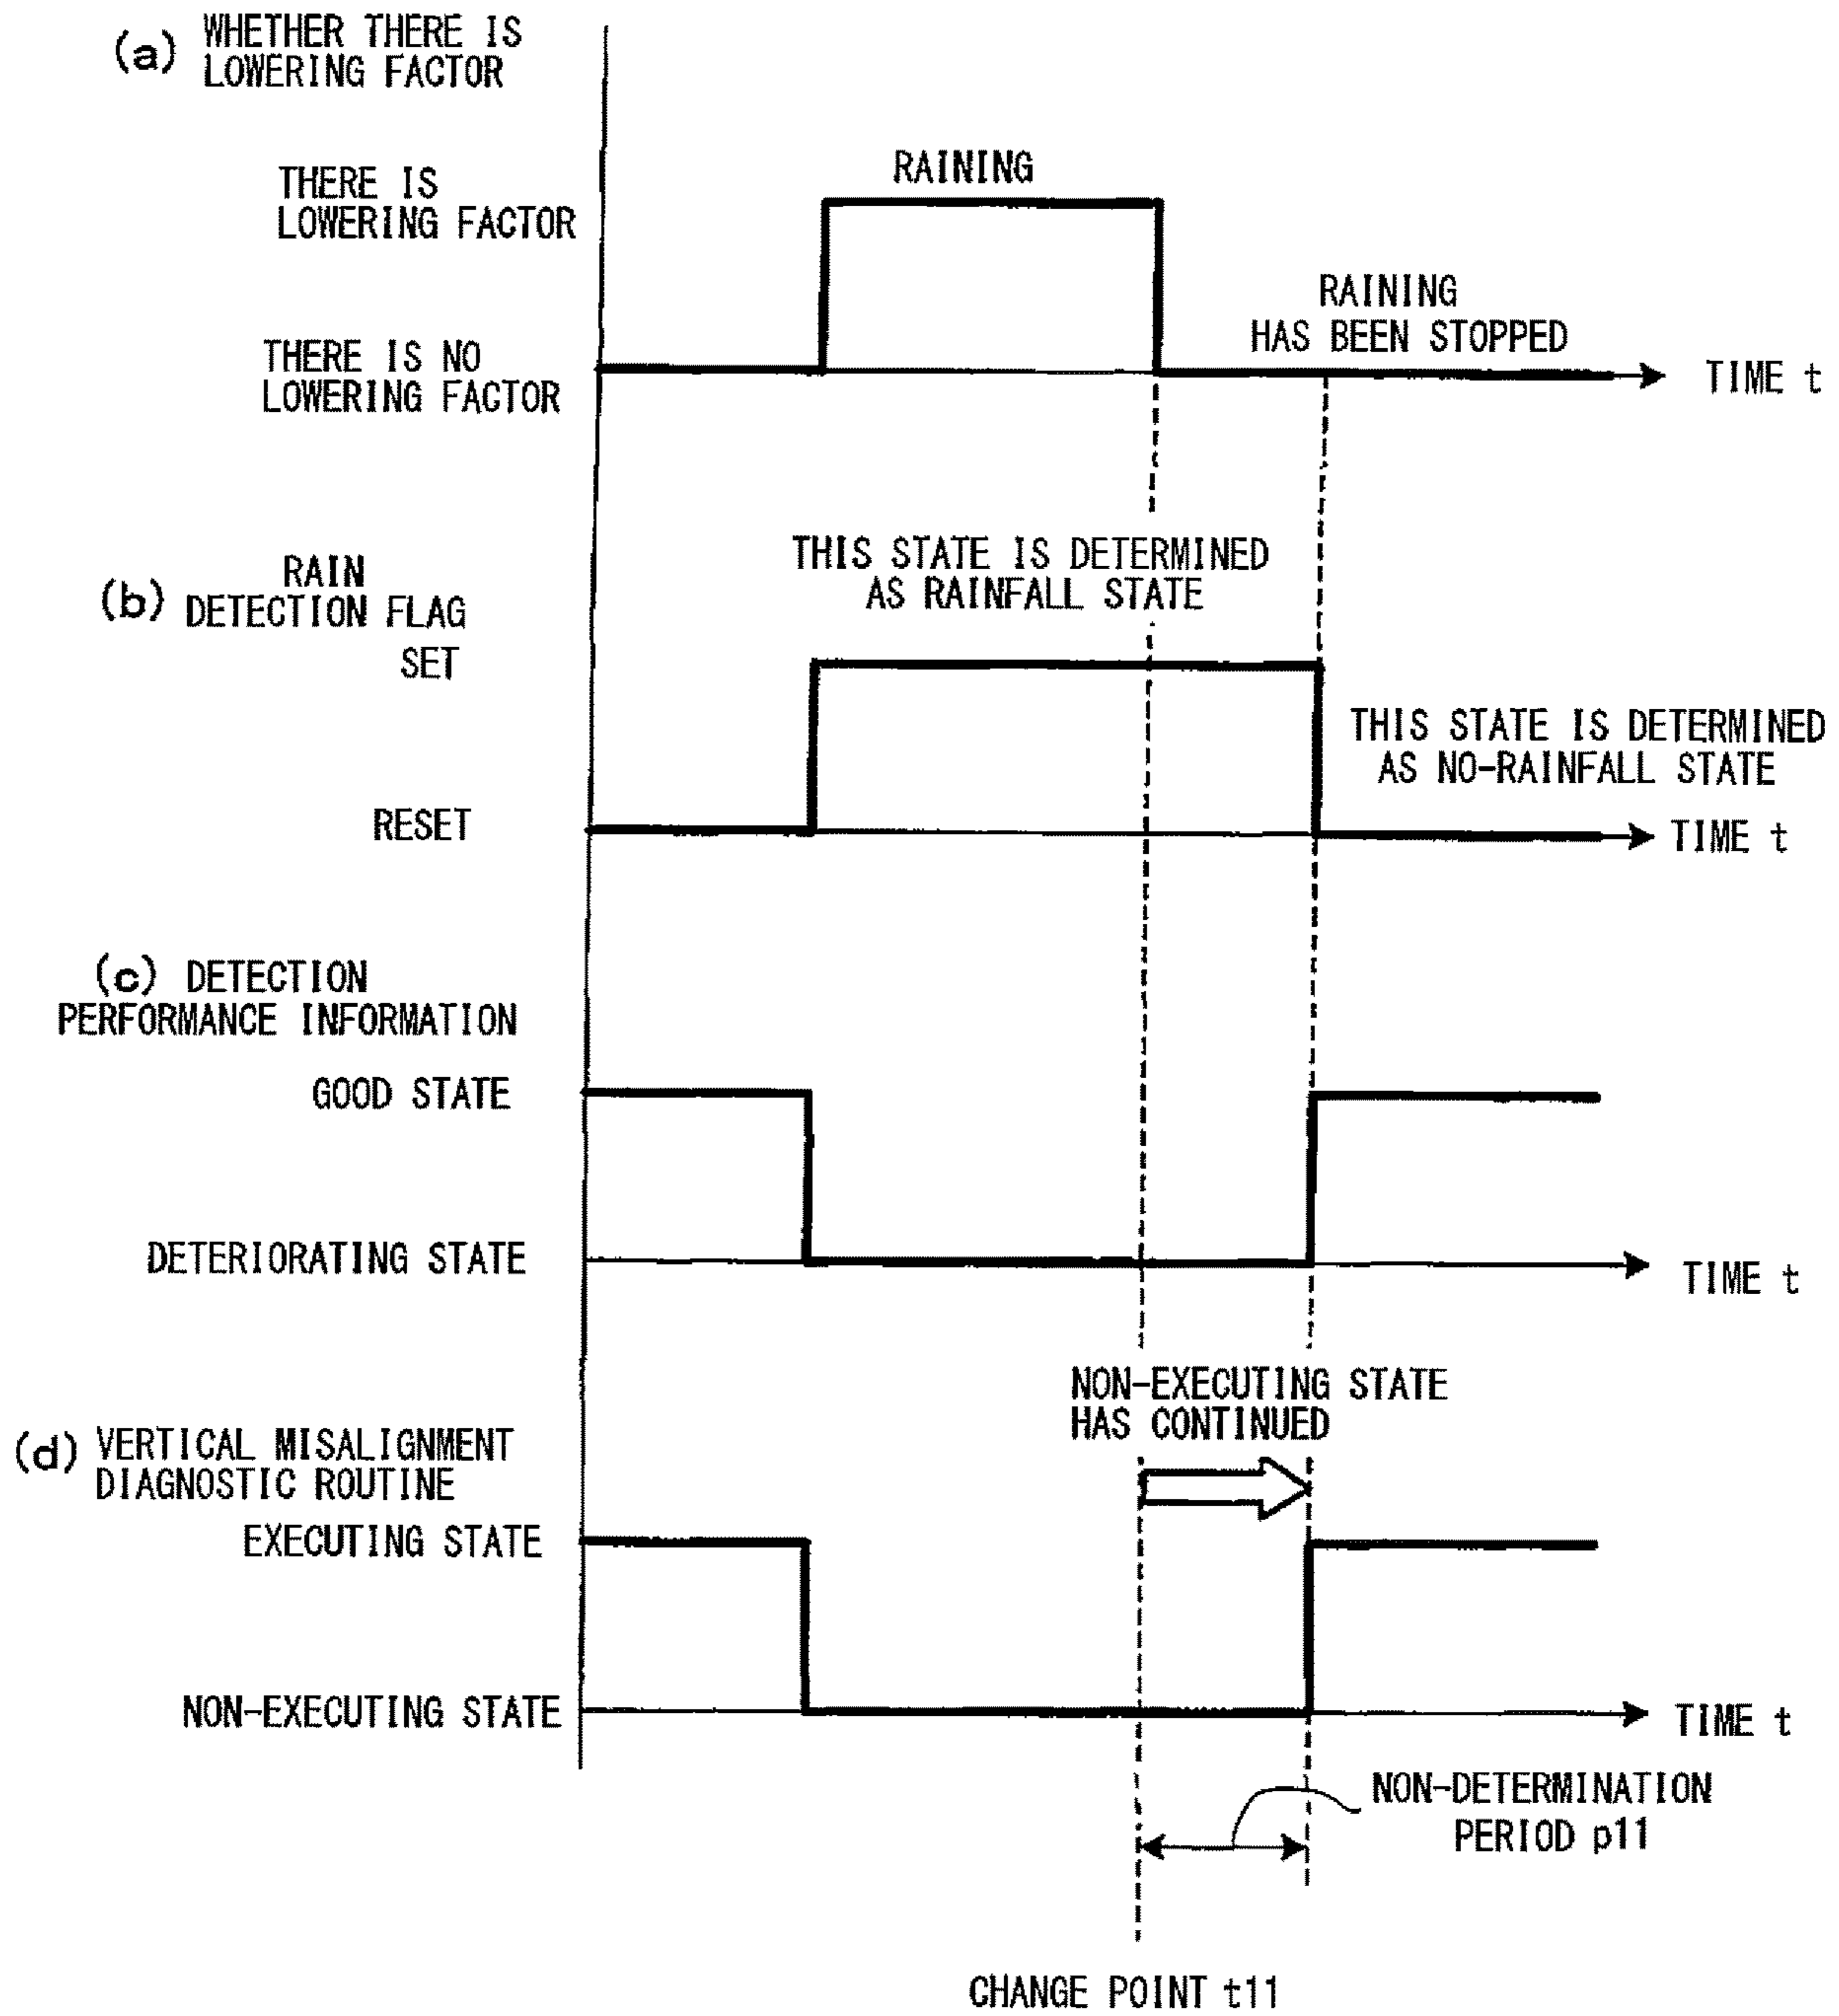 (a) WHETHER THERE IS
LOWERING FACTOR
RAINING
THERE IS
LOWERING FACTOR
RAINING
HAS BEEN STOPPED
THERE IS NO
LOWERING FACTOR
TIME t
THIS STATE IS DETERMINED
AS RAINFALL STATE
(b) RAIN
DETECTION FLAG
SET
THIS STATE IS DETERMINED
AS NO-RAINFALL STATE
RESET
TIME t
(c) DETECTION
PERFORMANCE INFORMATION
GOOD STATE
DETERIORATING STATE
TIME t
NON-EXECUTING STATE
HAS CONTINUED
(d) VERTICAL MISALIGNMENT
DIAGNOSTIC ROUTINE
EXECUTING STATE
NON-EXECUTING STATE
TIME t
NON-DETERMINATION
PERIOD p11
CHANGE POINT t11